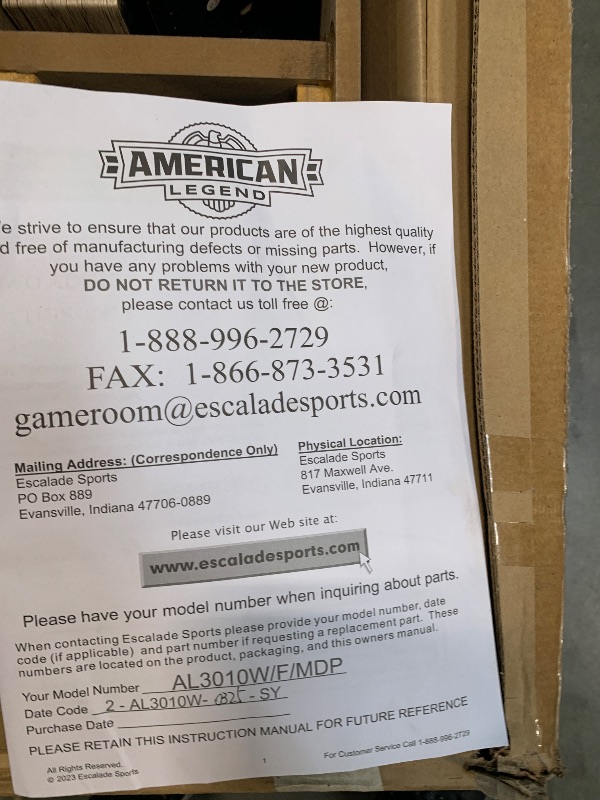 AMERICAN
LEGEND
e strive to ensure that our products are of the highest quality
d free of manufacturing defects or missing parts. However, if
you have any problems with your new product,
DO NOT RETURN IT TO THE STORE,
please contact us toll free @:
1-888-996-2729
FAX: 1-866-873-3531
gameroom@escaladesports.com
Mailing Address: (Correspondence Only)
Escalade Sports
PO Box 889
Evansville, Indiana 47706-0889
Physical Location:
Escalade Sports
817 Maxwell Ave.
Evansville, Indiana 47711
Please visit our Web site at:
www.escaladesports.com
Please have your model number when inquiring about parts.
When contacting Escalade Sports please provide your model number, date
code (if applicable) and part number if requesting a replacement part. These
numbers are located on the product, packaging, and this owners manual.
Your Model Number AL3010W/F/MDP
Date Code 2 - AL3010W- - SY
Purchase Date
PLEASE RETAIN THIS INSTRUCTION MANUAL FOR FUTURE REFERENCE
All Rights Reserved.
© 2023 Escalade Sports
1
For Customer Service Call 1-888-996-2729